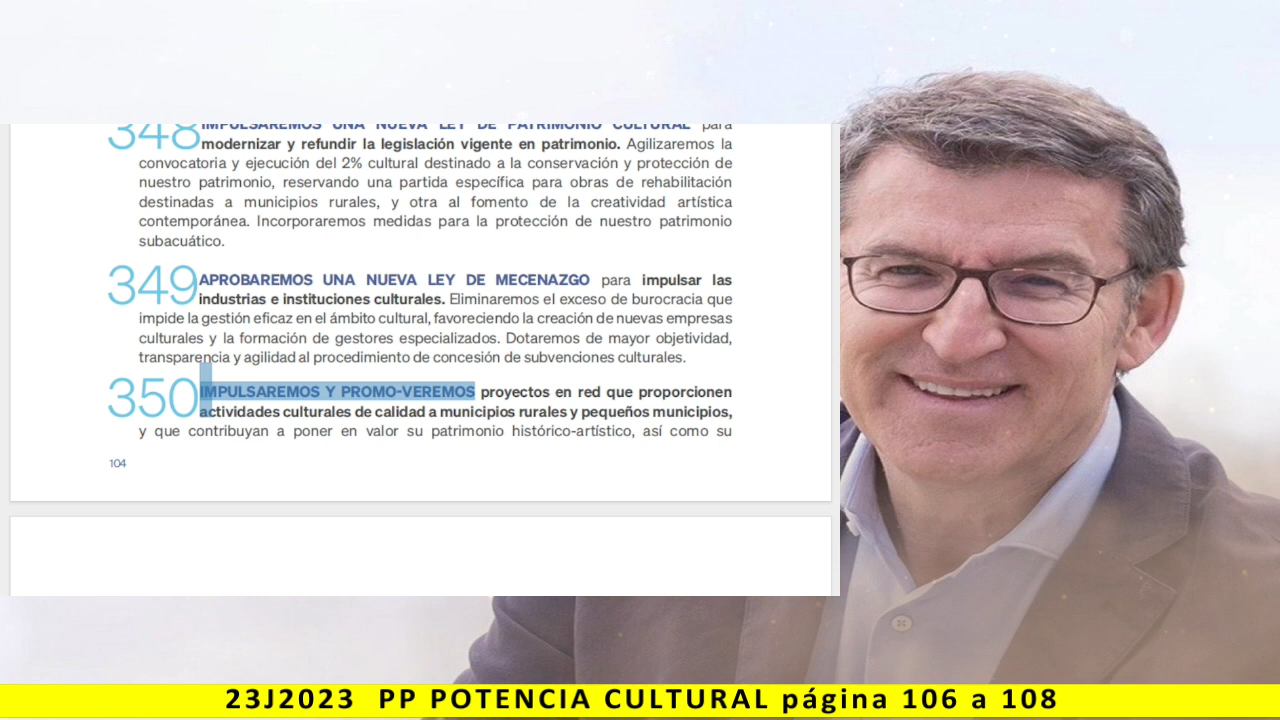 348 IMPULSAREMOS UNA NUEVA LEY DE PATRIMONIO CULTURAL para
modernizar y refundir la legislación vigente en patrimonio. Agilizaremos la
convocatoria y ejecución del 2% cultural destinado a la conservación y protección de
nuestro patrimonio, reservando una partida específica para obras de rehabilitación
destinadas a municipios rurales, y otra al fomento de la creatividad artística
contemporánea. Incorporaremos medidas para la protección de nuestro patrimonio
subacuático.
349 APROBAREMOS UNA NUEVA LEY DE MECENAZGO para impulsar las
industrias e instituciones culturales. Eliminaremos el exceso de burocracia que
impide la gestión eficaz en el ámbito cultural, favoreciendo la creación de nuevas empresas
culturales y la formación de gestores especializados. Dotaremos de mayor objetividad,
transparencia y agilidad al procedimiento de concesión de subvenciones culturales.
350 IMPULSAREMOS Y PROMO-VEREMOS proyectos en red que proporcionen
actividades culturales de calidad a municipios rurales y pequeños municipios,
y que contribuyan a poner en valor su patrimonio histórico-artístico, así como su
104
23J2023 PP POTENCIA CULTURAL página 106 a 108